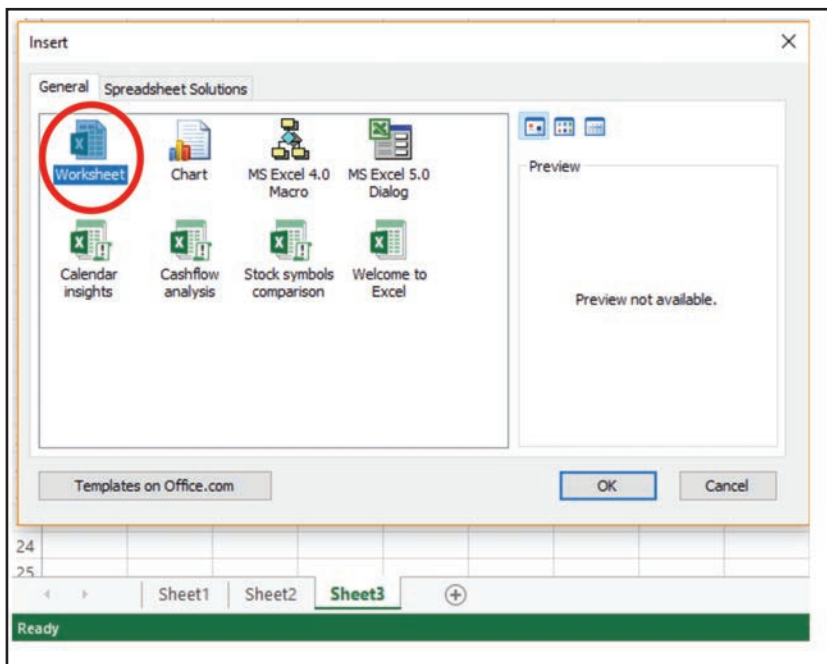 Insert
General Spreadsheet Solutions
Worksheet Chart MS Excel 4.0 Macro MS Excel 5.0 Dialog
Calendar insights Cashflow analysis Stock symbols comparison Welcome to Excel
Preview
Preview not available.
Templates on Office.com OK Cancel
24
25
Sheet1 Sheet2 Sheet3
Ready